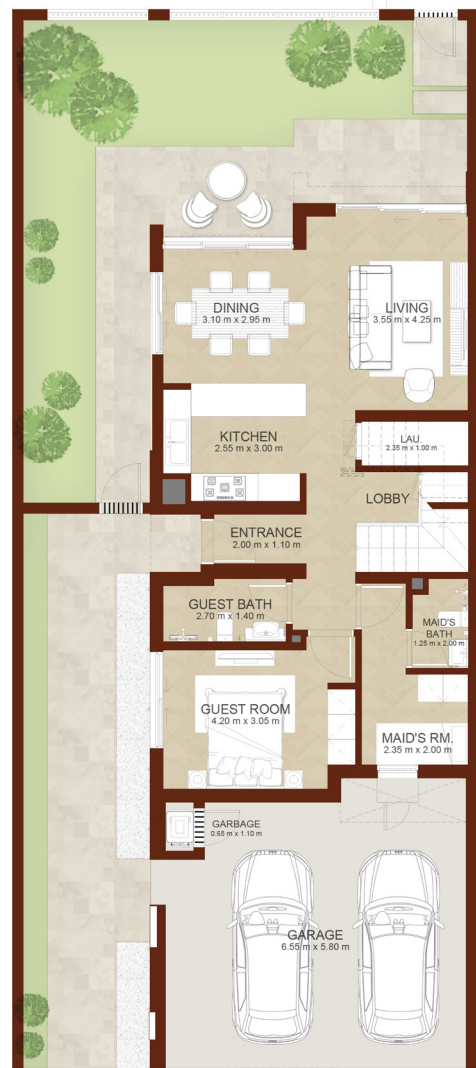 DINING
3.10 m x 2.95 m
LIVING
3.55 m x 4.25 m
KITCHEN
2.55 m x 3.00 m
LAU.
2.35 m x 1.00 m
LOBBY
ENTRANCE
2.00 m x 1.10 m
GUEST BATH
2.70 m x 1.40 m
MAID'S
BATH
1.25 m x 2.00 m
GUEST ROOM
4.20 m x 3.05 m
MAID'S RM.
2.35 m x 2.00 m
GARBAGE
0.65 m x 1.10 m
GARAGE
6.55 m x 5.80 m